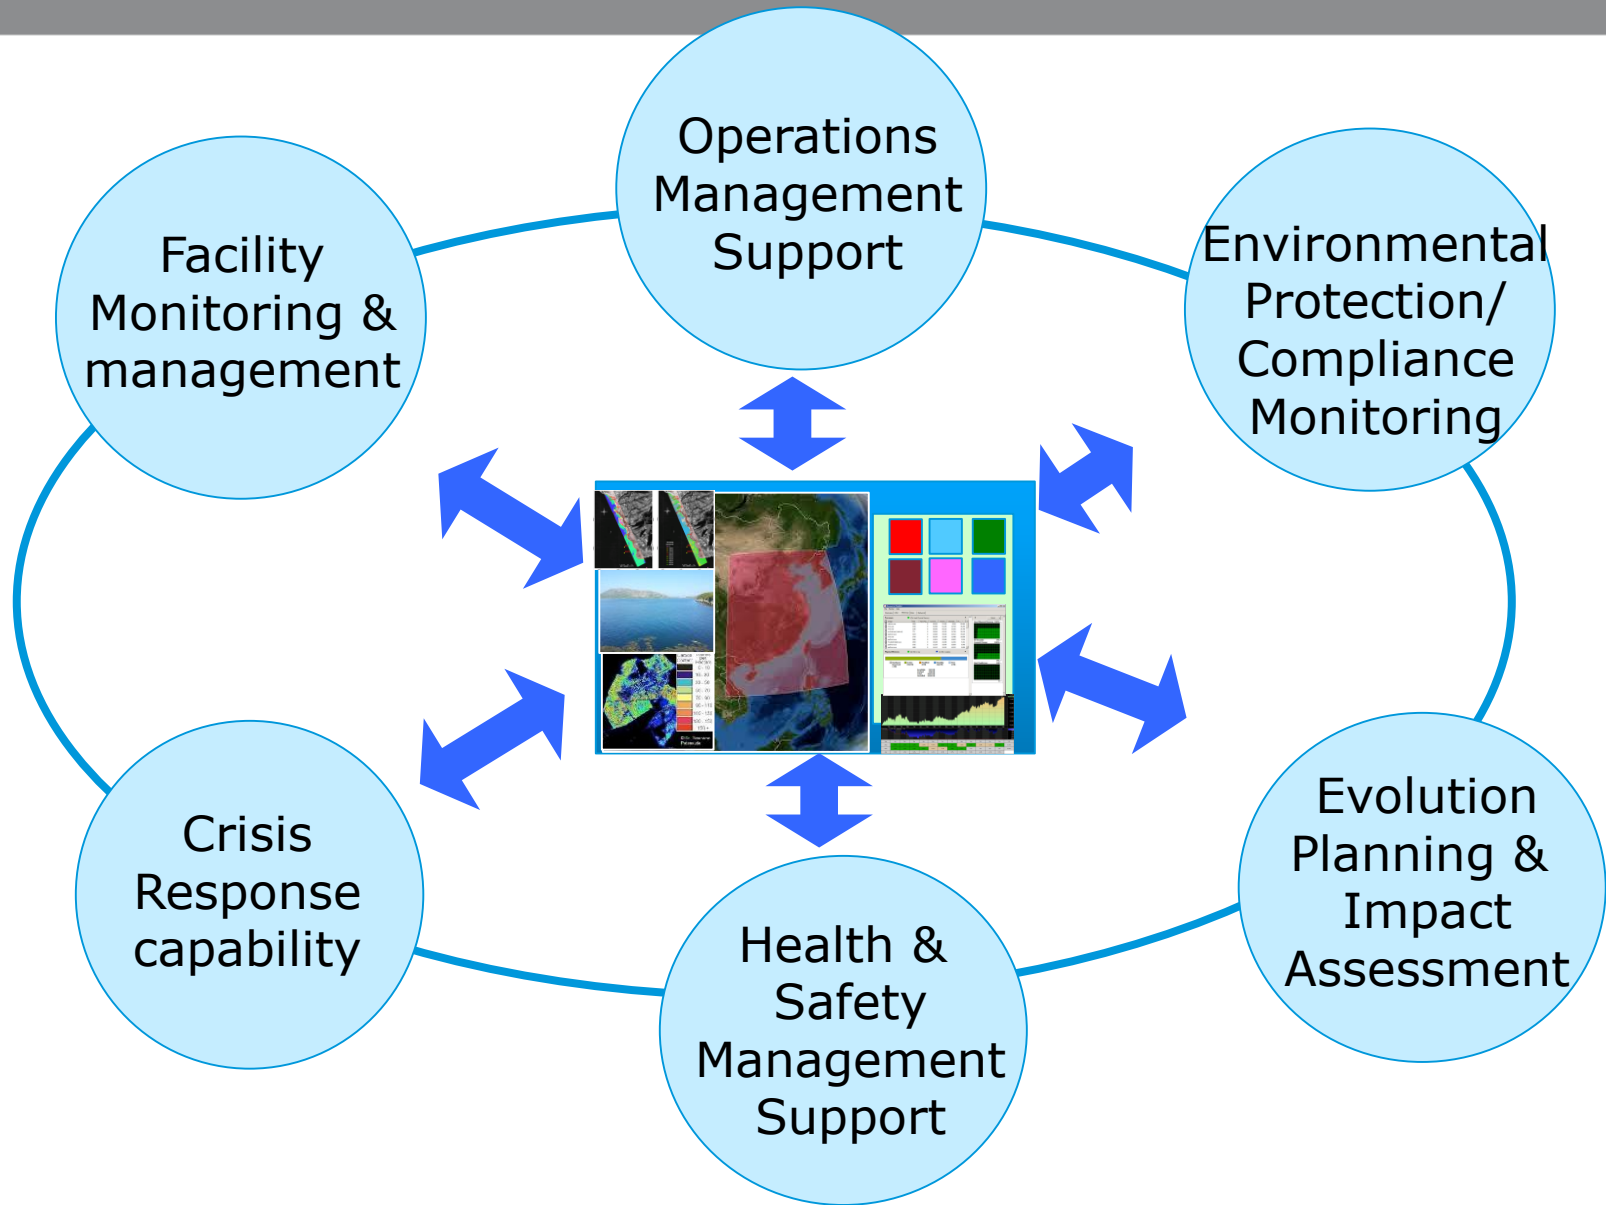 Operations
Management
Support
Facility
Monitoring &
management
Environmental
Protection/
Compliance
Monitoring
Crisis
Response
capability
Health &
Safety
Management
Support
Evolution
Planning &
Impact
Assessment